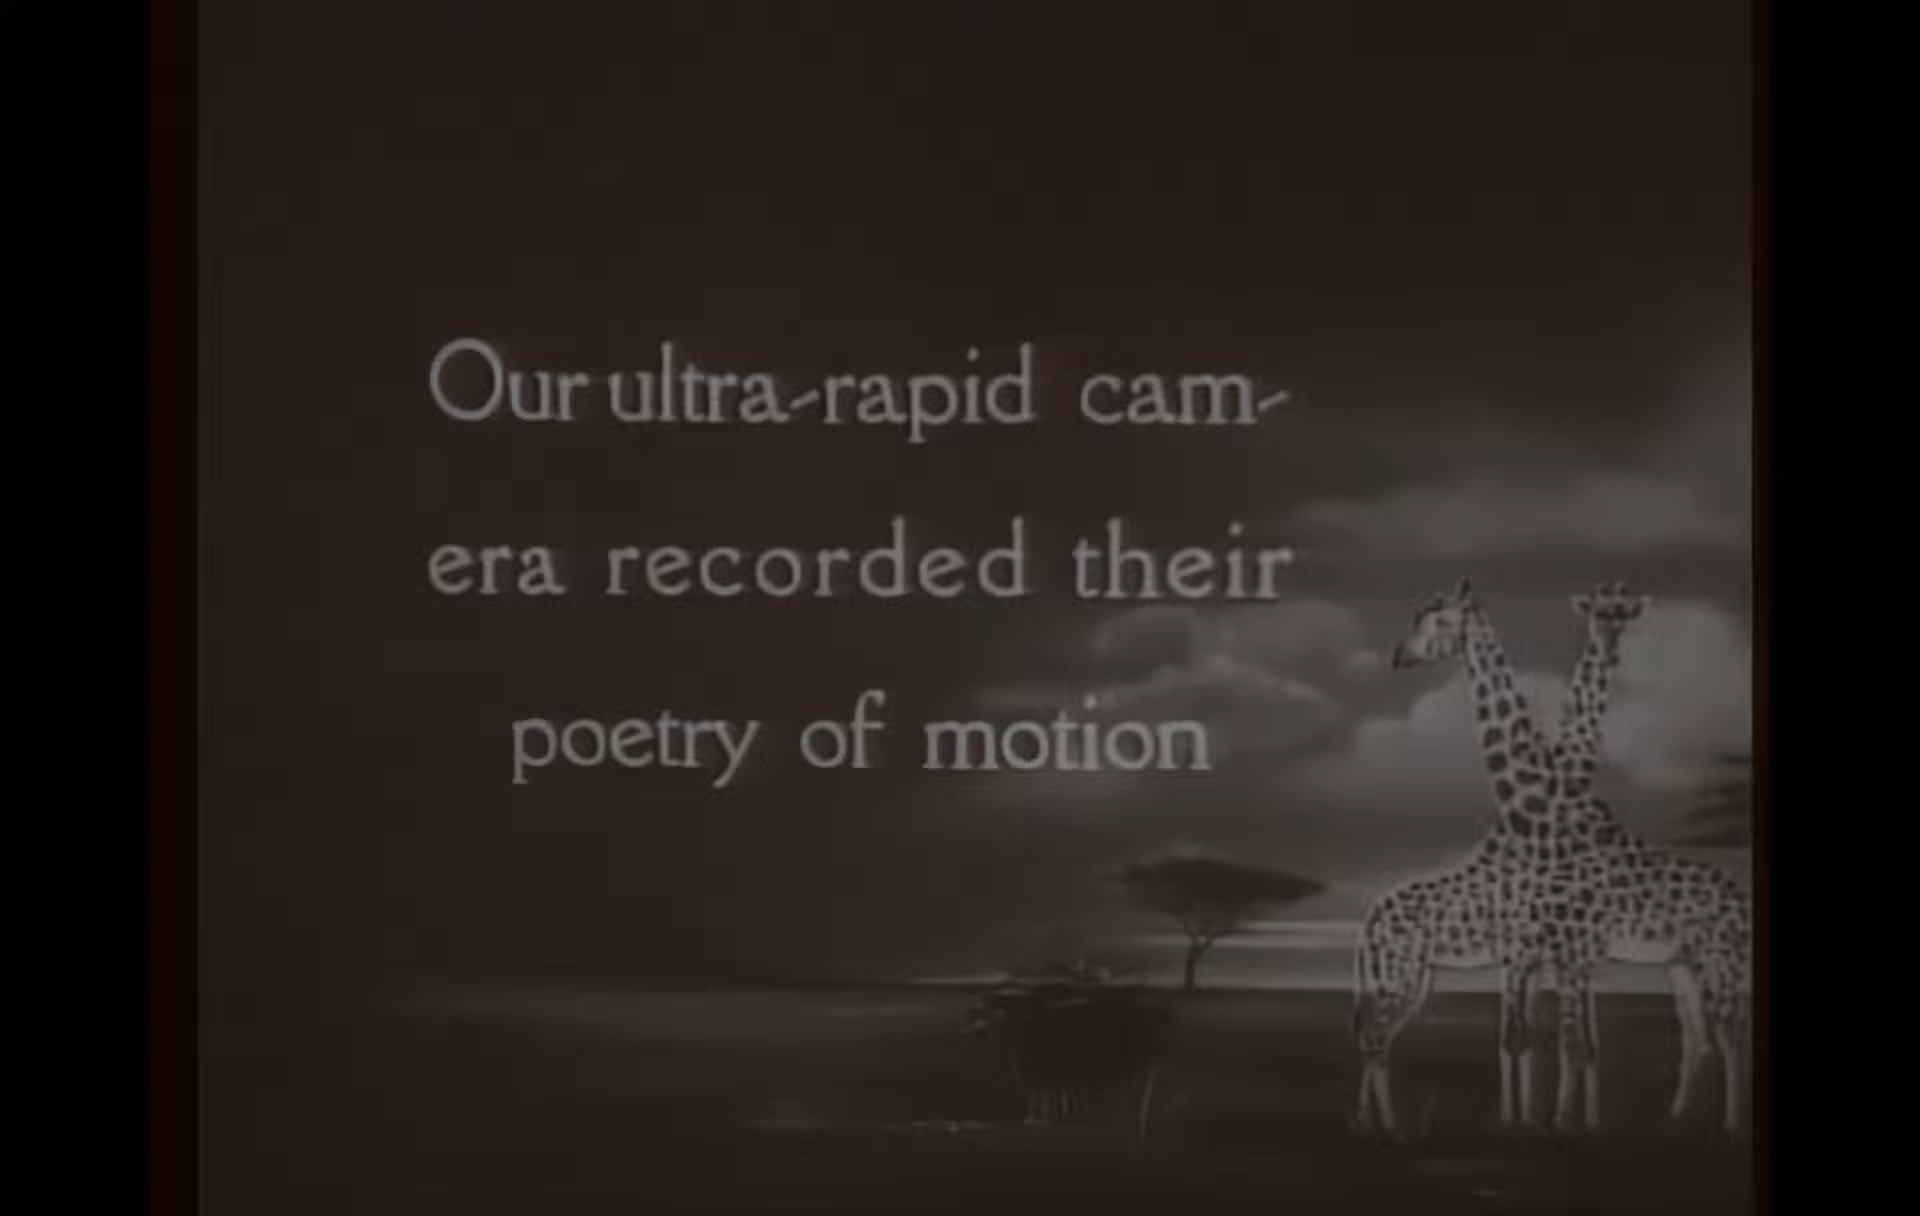 Our ultra-rapid cam-
era recorded their
poetry of motion